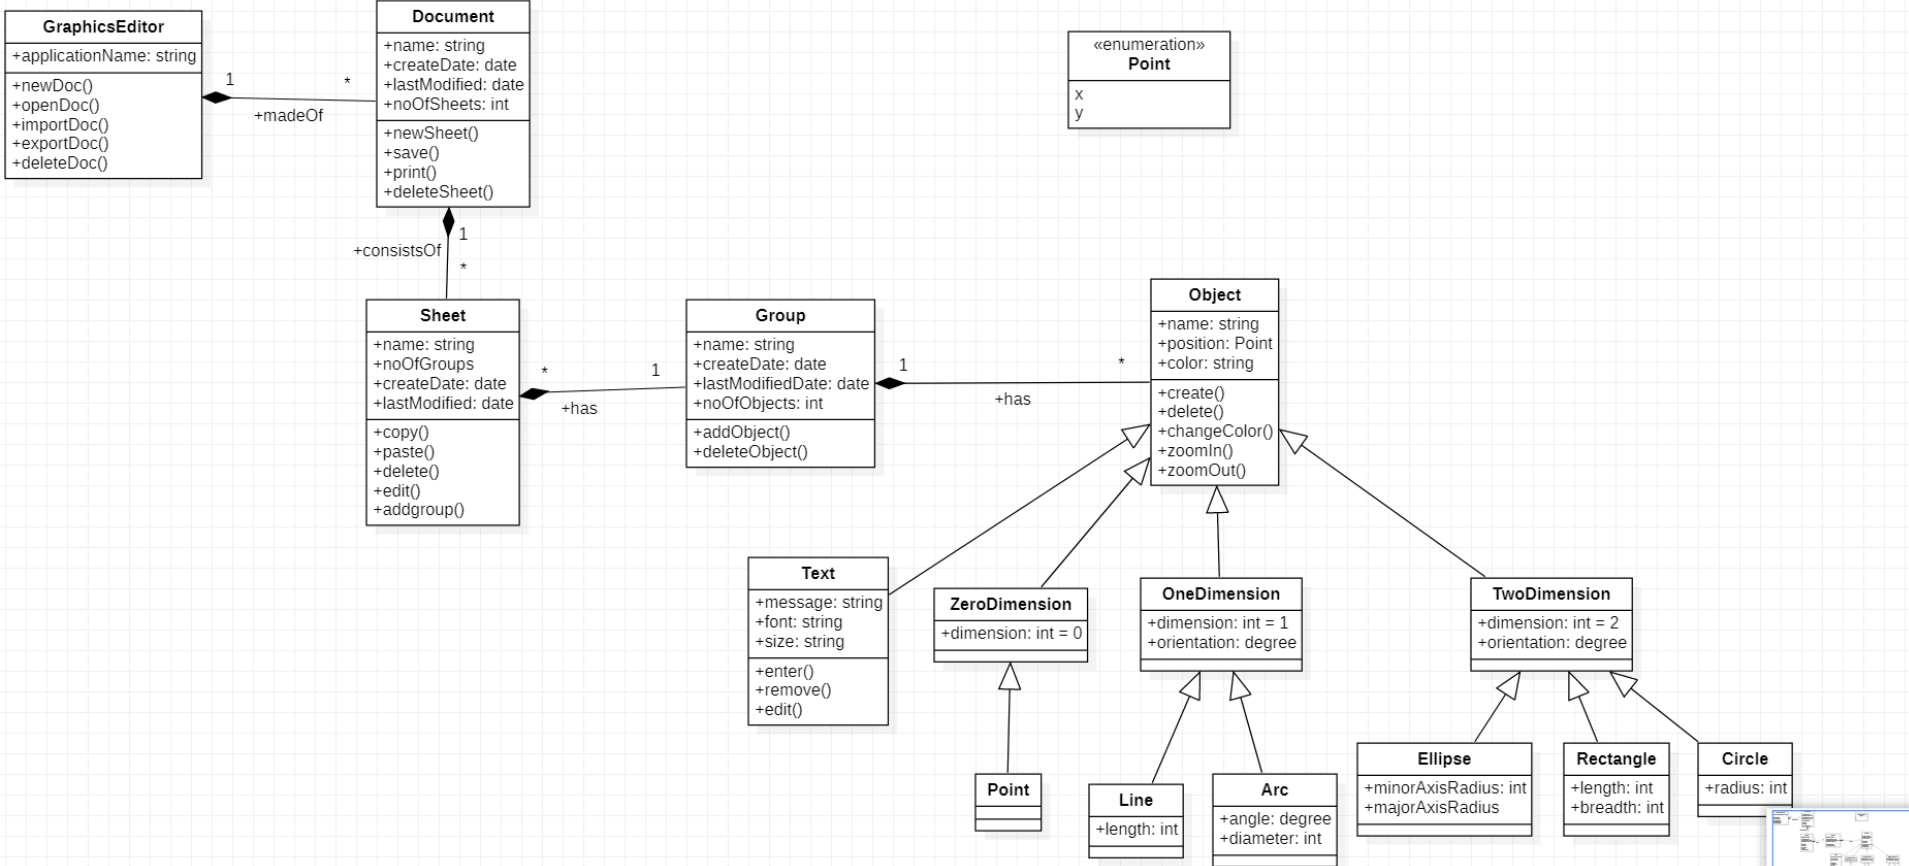 GraphicsEditor
+applicationName: string
+newDoc()
+openDoc()
+importDoc()
+exportDoc()
+deleteDoc()
1
*
+madeOf
Document
+name: string
+createDate: date
+lastModified: date
+noOfSheets: int
+newSheet()
+save()
+print()
+deleteSheet()
«enumeration»
Point
x
y
1
+consistsOf
*
Sheet
+name: string
+noOfGroups
+createDate: date
+lastModified: date
+copy()
+paste()
+delete()
+edit()
+addgroup()
*
1
+has
Group
+name: string
+createDate: date
+lastModifiedDate: date
+noOfObjects: int
+addObject()
+deleteObject()
1
*
+has
Object
+name: string
+position: Point
+color: string
+create()
+delete()
+changeColor()
+zoomIn()
+zoomOut()
Text
+message: string
+font: string
+size: string
+enter()
+remove()
+edit()
ZeroDimension
+dimension: int = 0
OneDimension
+dimension: int = 1
+orientation: degree
TwoDimension
+dimension: int = 2
+orientation: degree
Point
Line
+length: int
Arc
+angle: degree
+diameter: int
Ellipse
+minorAxisRadius: int
+majorAxisRadius
Rectangle
+length: int
+breadth: int
Circle
+radius: int